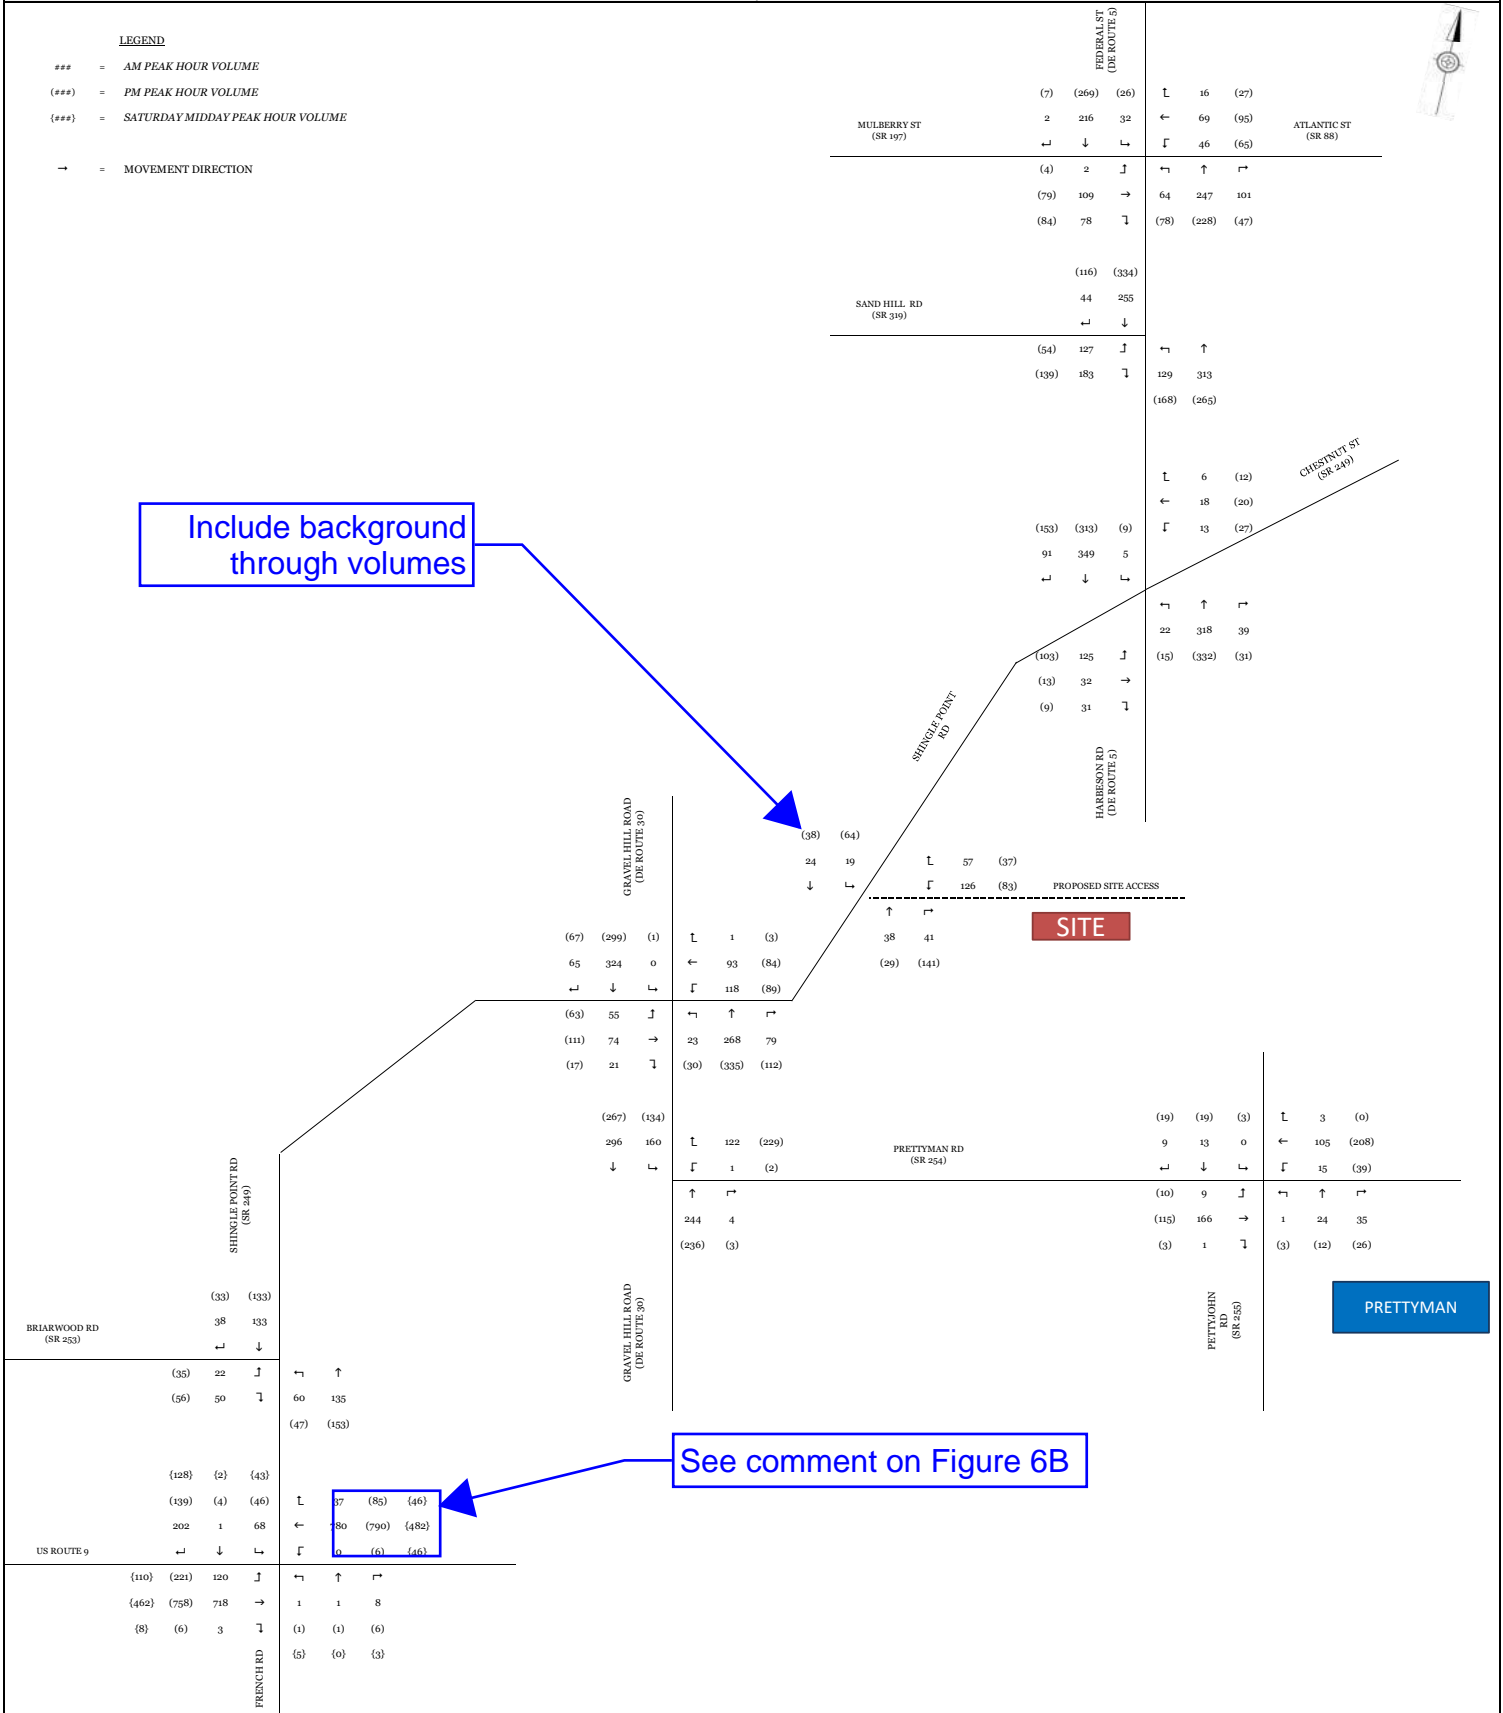 LEGEND
### = AM PEAK HOUR VOLUME
(###) = PM PEAK HOUR VOLUME
{###} = SATURDAY MIDDAY PEAK HOUR VOLUME
→ = MOVEMENT DIRECTION
FEDERAL ST
(DE ROUTE 5)
MULBERRY ST
(SR 197)
ATLANTIC ST
(SR 88)
(7) (269) (26) ↑ 16 (27)
2 216 32 ← 69 (95)
↵ ↓ ↳ ↓ 46 (65)
(4) 2 ↑ ↰ ↑ ↱
(79) 109 → 64 247 101
(84) 78 ↴ (78) (228) (47)
SAND HILL RD
(SR 319)
(116) (334)
44 255
↵ ↓
(54) 127 ↑ ↰ ↑
(139) 183 ↴ 129 313
(168) (265)
CHESTNUT ST
(SR 249)
↑ 6 (12)
← 18 (20)
(153) (313) (9) ↓ 13 (27)
91 349 5
↵ ↓ ↳
↰ ↑ ↱
22 318 39
(103) 125 ↑ (15) (332) (31)
(13) 32 →
(9) 31 ↴
Include background
through volumes
SHINGLE POINT
RD
HARBESON RD
(DE ROUTE 5)
GRAVEL HILL ROAD
(DE ROUTE 30)
(38) (64)
24 19 ↑ 57 (37)
↓ ↳ ↓ 126 (83) PROPOSED SITE ACCESS
↑ ↱
38 41
(29) (141)
SITE
(67) (299) (1) ↑ 1 (3)
65 324 0 ← 93 (84)
↵ ↓ ↳ ↓ 118 (89)
(63) 55 ↑ ↰ ↑ ↱
(111) 74 → 23 268 79
(17) 21 ↴ (30) (335) (112)
(267) (134)
296 160 ↑ 122 (229)
↓ ↳ ↓ 1 (2)
↑ ↱
244 4
(236) (3)
PRETTYMAN RD
(SR 254)
(19) (19) (3) ↑ 3 (0)
9 13 0 ← 105 (208)
↵ ↓ ↳ ↓ 15 (39)
(10) 9 ↑ ↰ ↑ ↱
(115) 166 → 1 24 35
(3) 1 ↴ (3) (12) (26)
SHINGLE POINT RD
(SR 249)
GRAVEL HILL ROAD
(DE ROUTE 30)
PETTYJOHN
RD
(SR 255)
PRETTYMAN
BRIARWOOD RD
(SR 253)
(33) (133)
38 133
↵ ↓
(35) 22 ↑ ↰ ↑
(56) 50 ↴ 60 135
(47) (153)
See comment on Figure 6B
{128} {2} {43}
(139) (4) (46) ↑ 37 (85) {46}
202 1 68 ← 780 (790) {482}
US ROUTE 9 ↵ ↓ ↳ ↓ 0 (6) {46}
{110} (221) 120 ↑ ↰ ↑ ↱
{462} (758) 718 → 1 1 8
{8} (6) 3 ↴ (1) (1) (6)
{5} {0} {3}
FRENCH RD